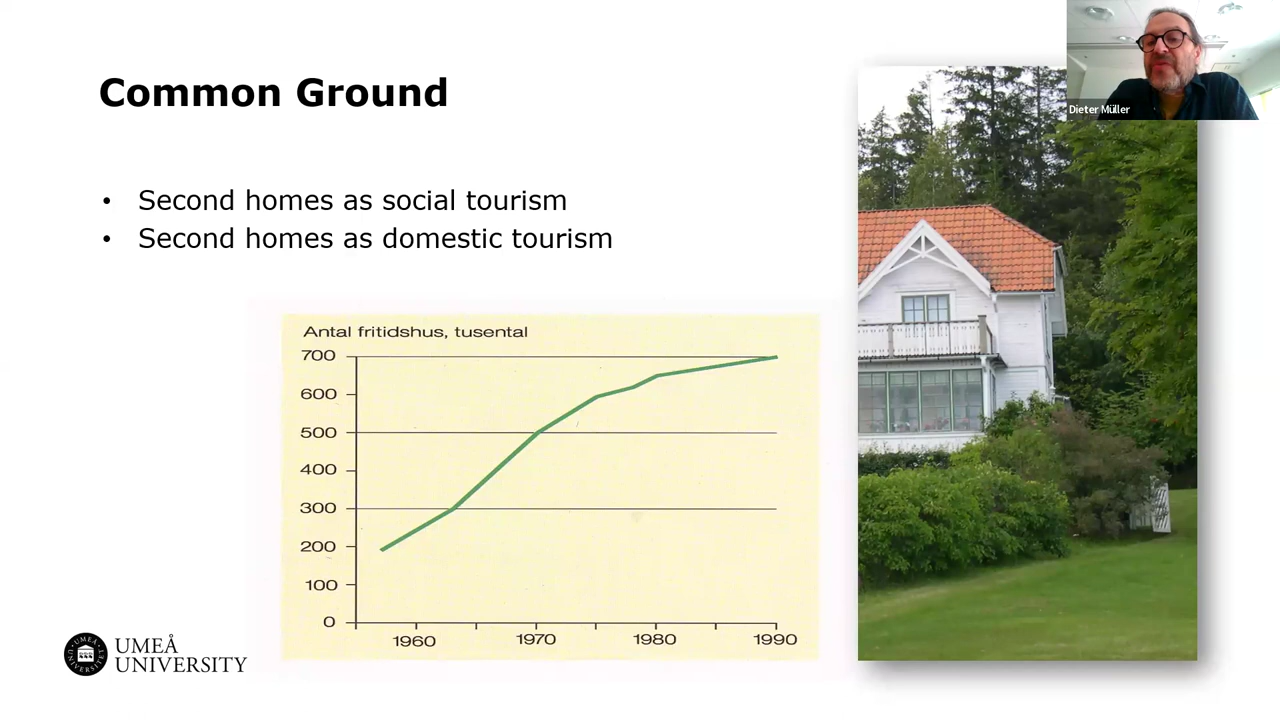 Common Ground
• Second homes as social tourism
• Second homes as domestic tourism
Antal fritidshus, tusental
700
600
500
400
300
200
100
0
1960 1970 1980 1990
UMEÅ
UNIVERSITY
Dieter Müller